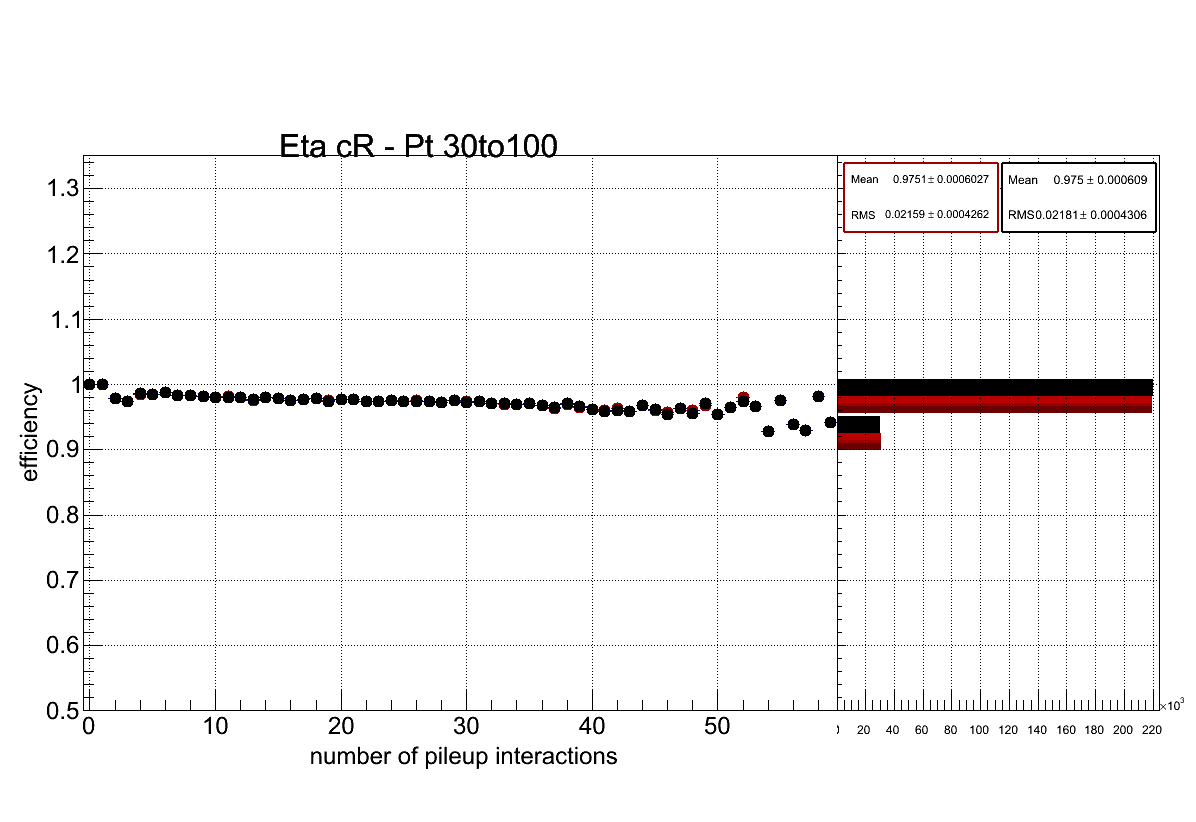 Eta cR - Pt 30to100
1.3
1.2
1.1
1
0.9
0.8
0.7
0.6
0.5
efficiency
0
10
20
30
40
50
number of pileup interactions
Mean 0.9751 ± 0.0006027
RMS 0.02159 ± 0.0004262
Mean 0.975 ± 0.000609
RMS 0.02181 ± 0.0004306
20 40 60 80 100 120 140 160 180 200 220
×10³